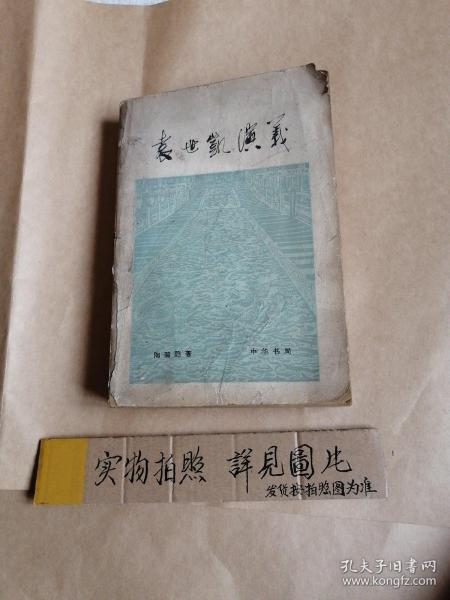 袁世凯演义
陶菊隐著 中华书局
实物拍照 詳見圖片
发货按拍照图为准
孔夫子旧书网
www.kongfz.com